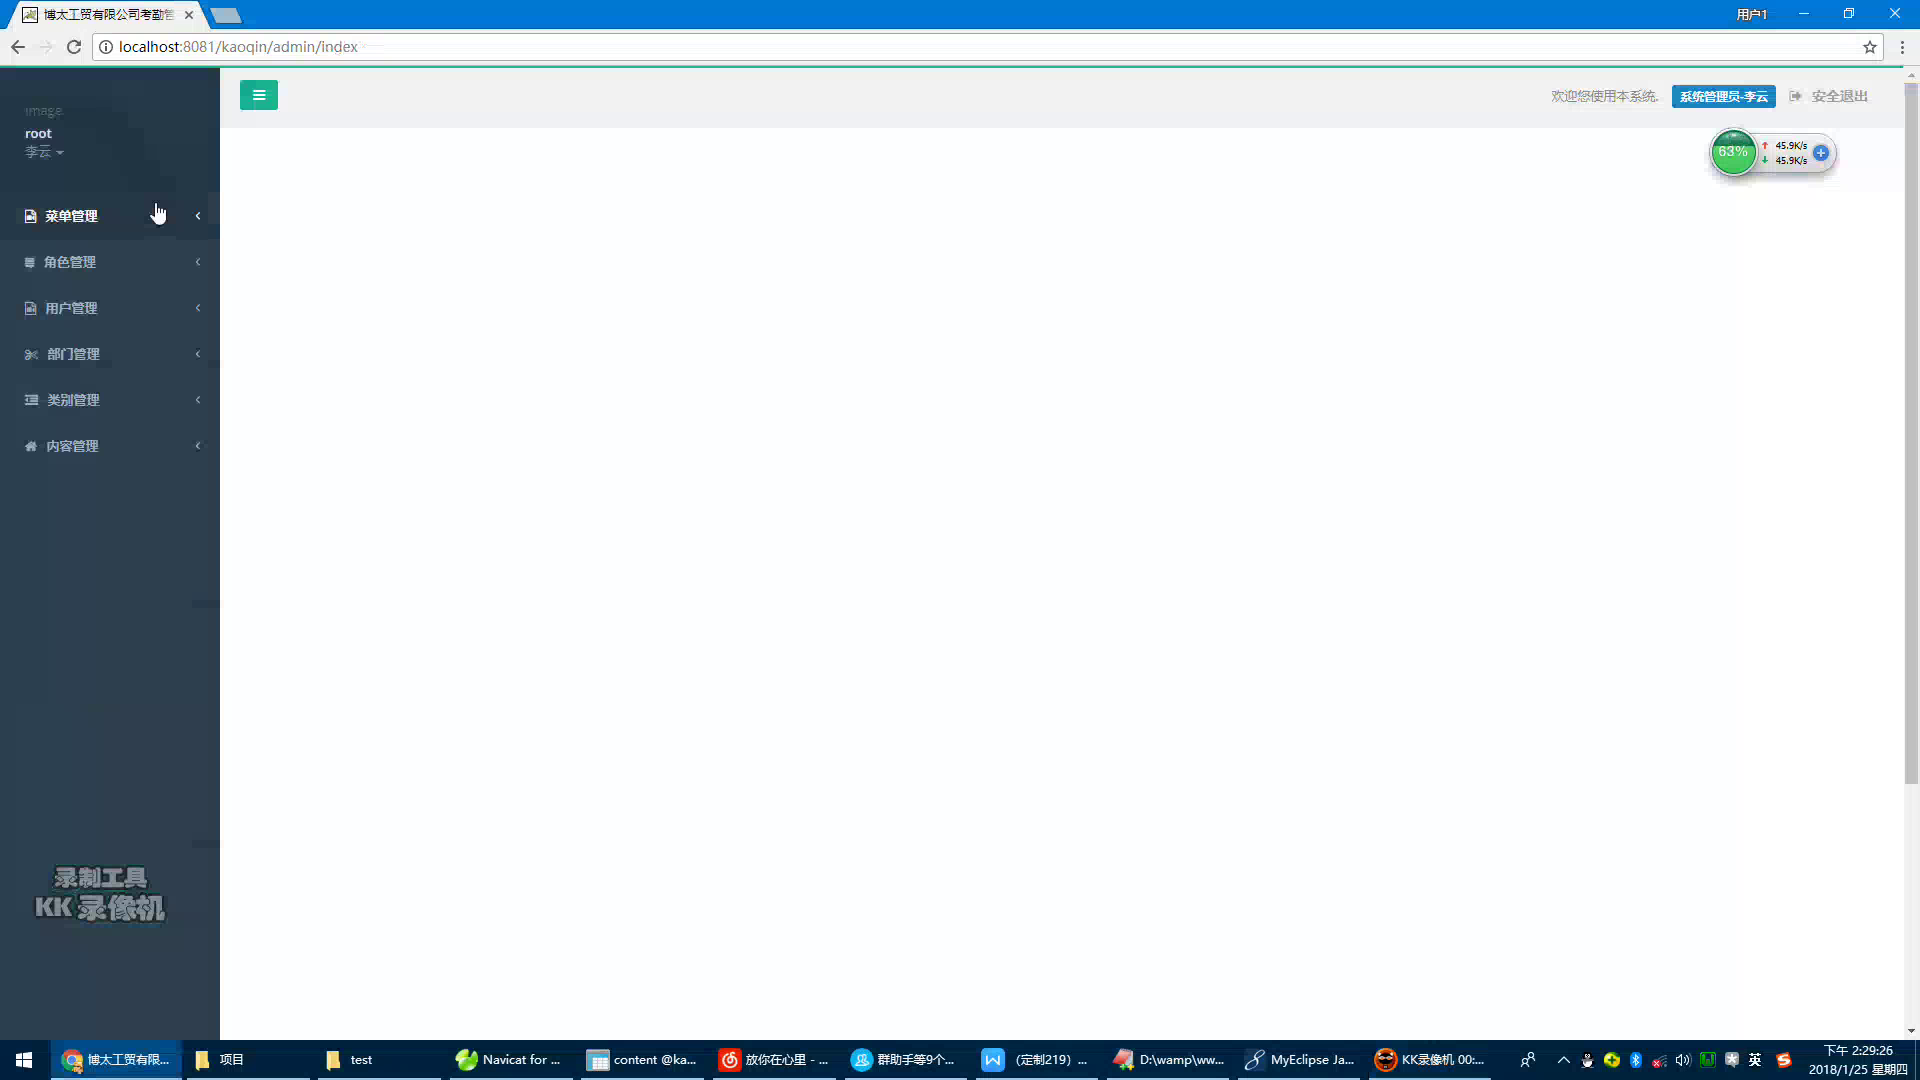 博太工贸有限公司考勤管
用户1
localhost:8081/kaoqin/admin/index
image
root
李云
欢迎您使用本系统.
系统管理员-李云
安全退出
63%
45.9K/s
45.9K/s
菜单管理
角色管理
用户管理
部门管理
类别管理
内容管理
录制工具
KK 录像机
博太工贸有限...
项目
test
Navicat for ...
content @ka...
放你在心里 - ...
群助手等9个...
(定制219) ...
D:\wamp\ww...
MyEclipse Ja...
KK录像机 00:...
英
下午 2:29:26
2018/1/25 星期四